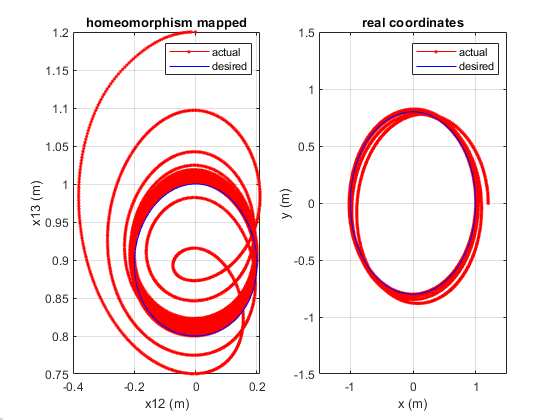 homeomorphism mapped
actual
desired
1.2
1.15
1.1
1.05
1
0.95
0.9
0.85
0.8
0.75
x13 (m)
-0.4
-0.2
0
0.2
x12 (m)
real coordinates
actual
desired
1.5
1
0.5
0
-0.5
-1
-1.5
y (m)
-1
0
1
x (m)